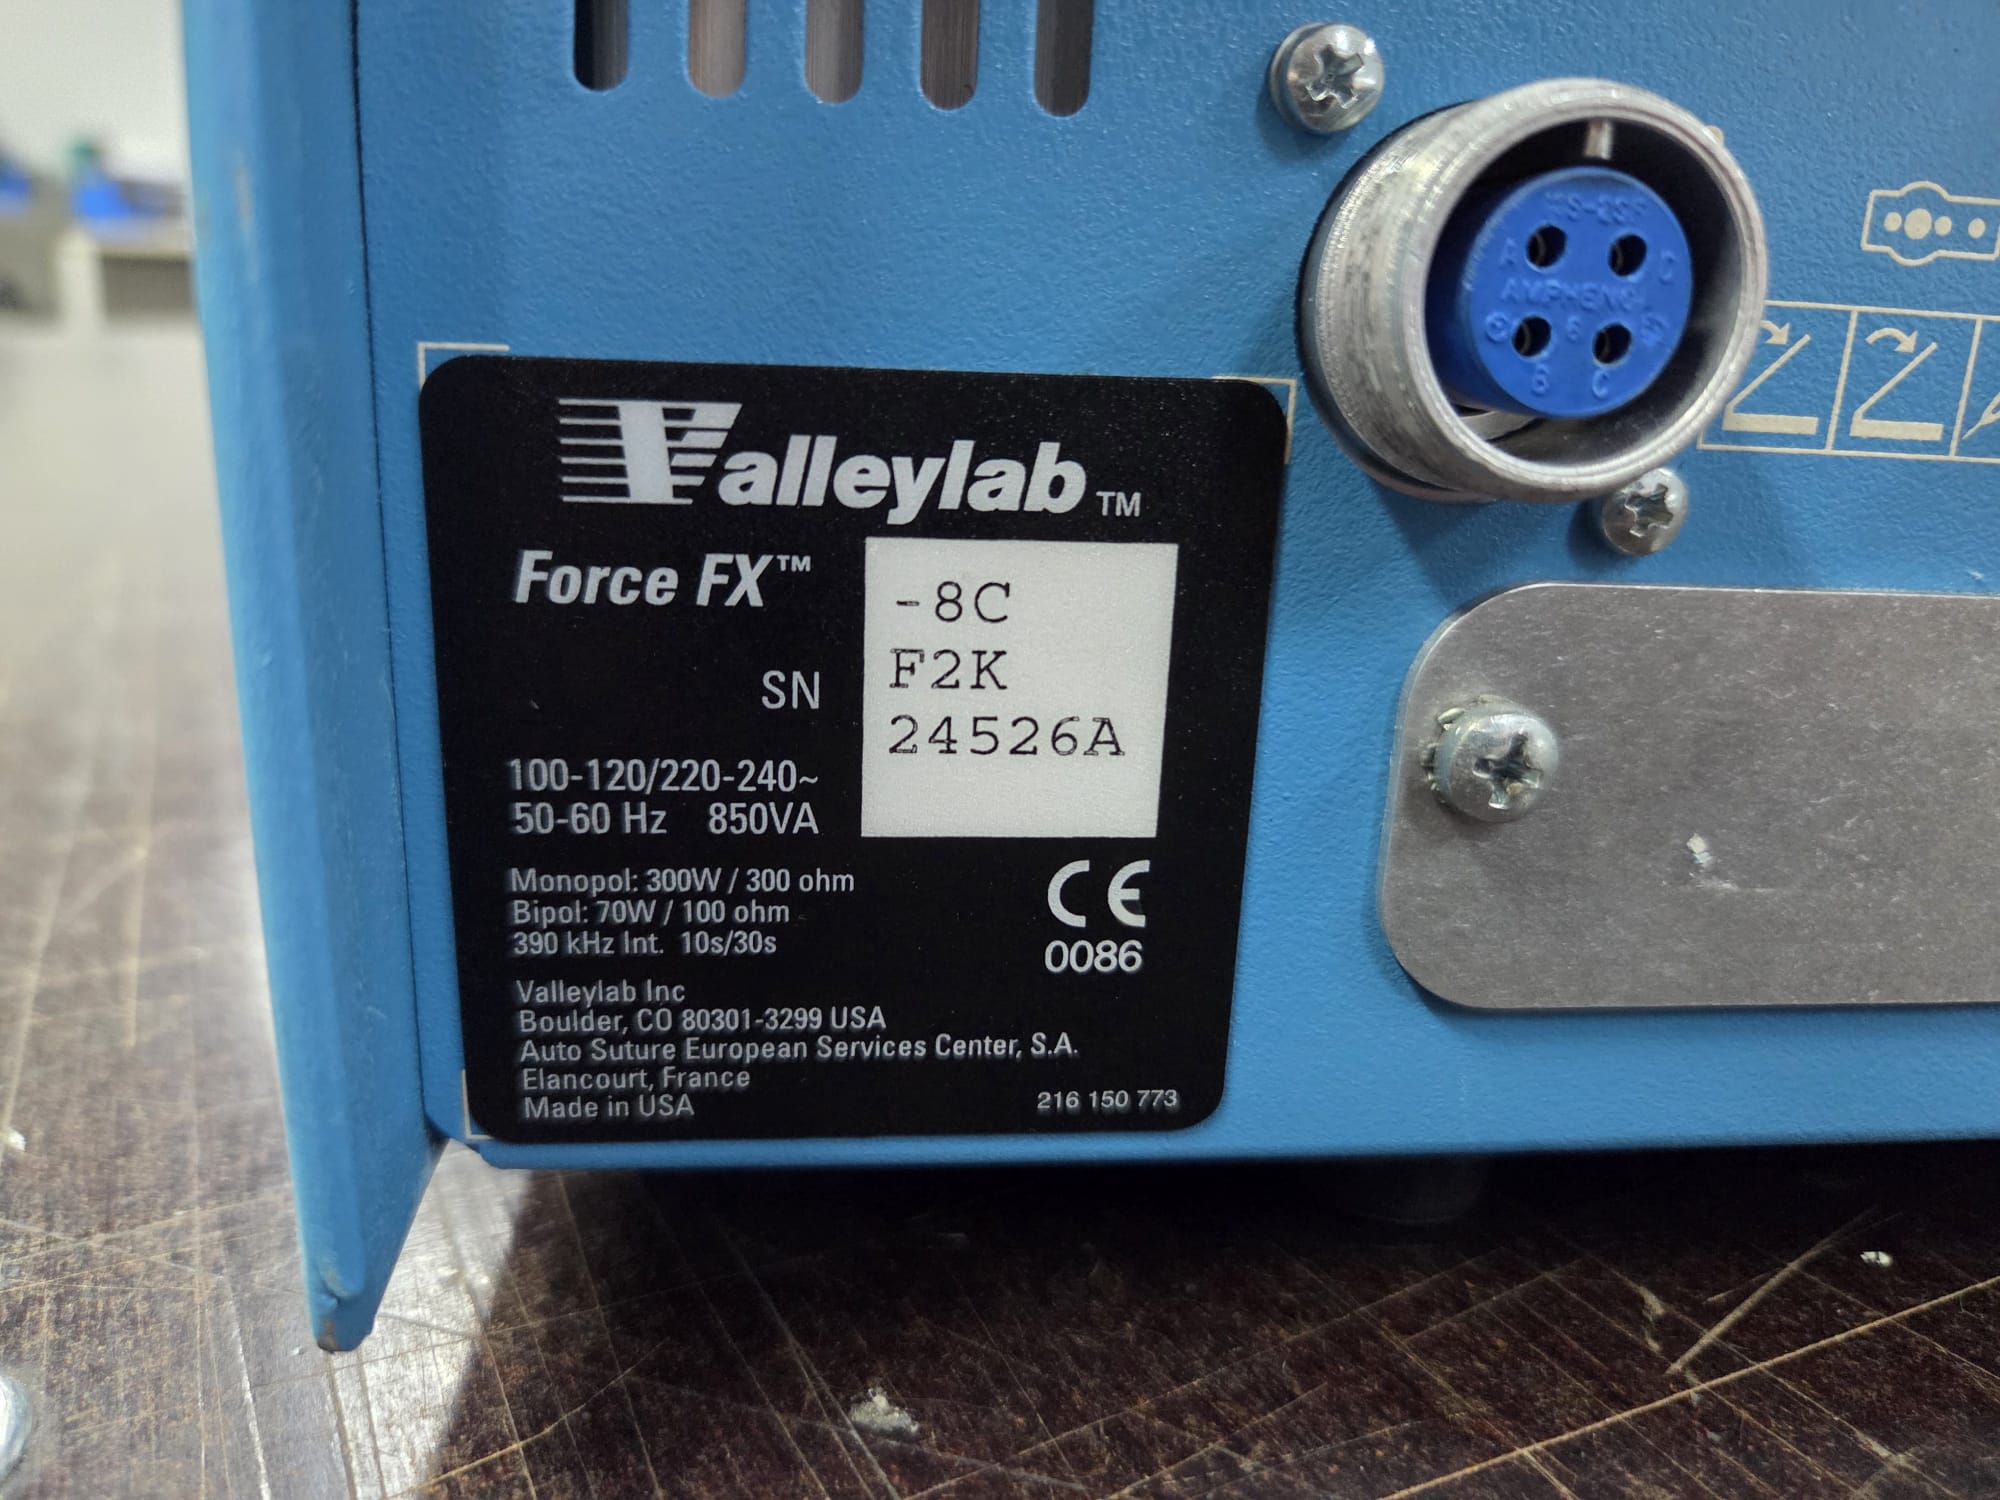 Valleylab™
Force FX™ -8C
SN F2K
24526A
100-120/220-240~
50-60 Hz 850VA
Monopol: 300W / 300 ohm
Bipol: 70W / 100 ohm
390 kHz Int. 10s/30s
CE
0086
Valleylab Inc
Boulder, CO 80301-3299 USA
Auto Suture European Services Center, S.A.
Elancourt, France
Made in USA
216 150 773
A D
AMPHENOL
B C